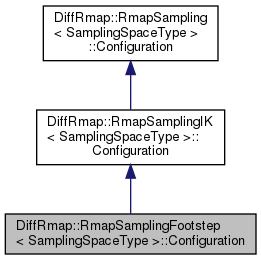 DiffRmap::RmapSampling
< SamplingSpaceType >
::Configuration
DiffRmap::RmapSamplingIK
< SamplingSpaceType >::
Configuration
DiffRmap::RmapSamplingFootstep
< SamplingSpaceType >::Configuration